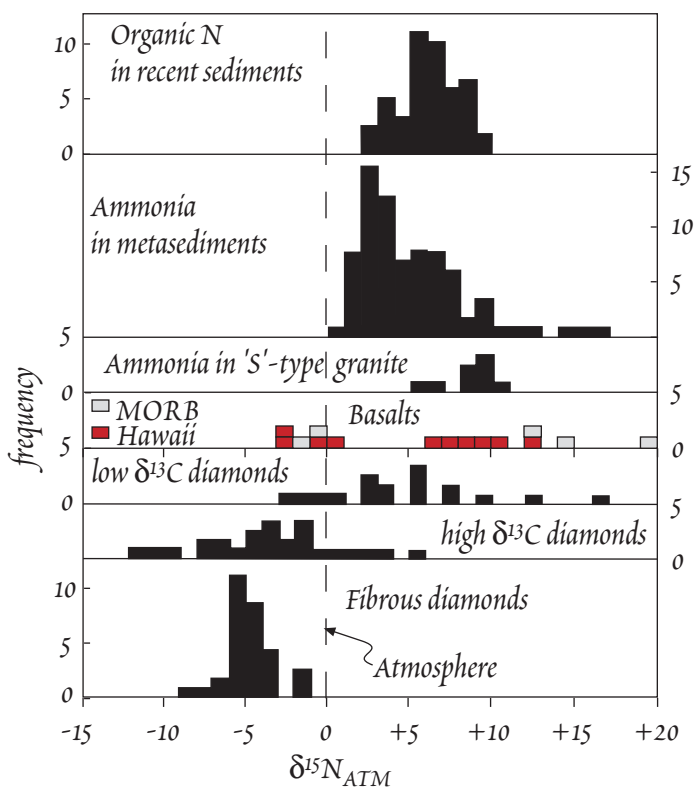 10
5
0
Organic N
in recent sediments
15
10
5
Ammonia
in metasediments
5
0
Ammonia in 'S'-type granite
frequency
MORB
Hawaii
Basalts
5
0
low δ¹³C diamonds
0
5
high δ¹³C diamonds
0
10
5
0
Fibrous diamonds
Atmosphere
-15 -10 -5 0 +5 +10 +15 +20
δ¹⁵N_ATM